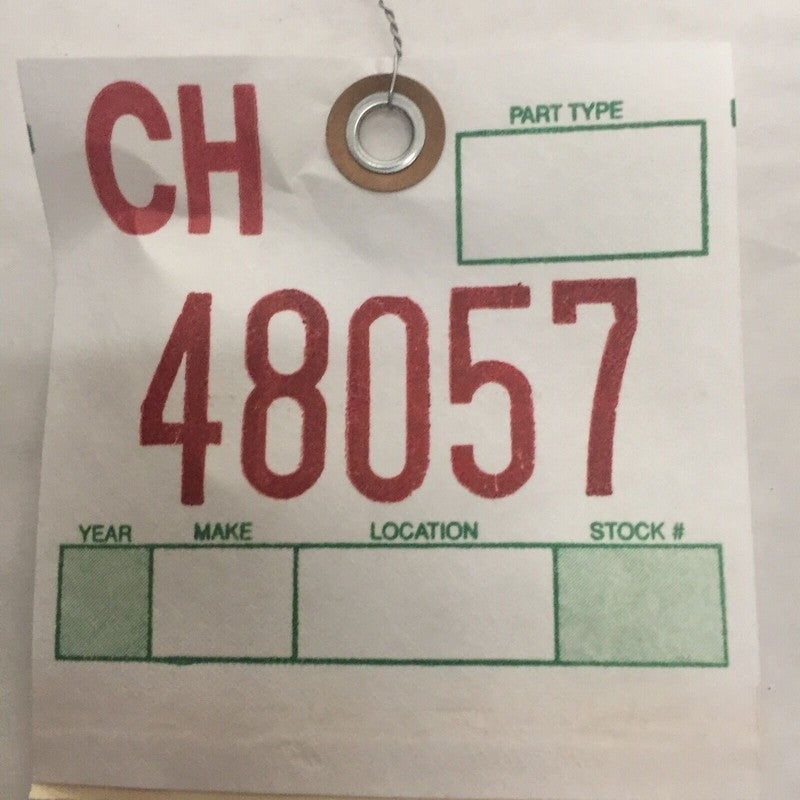 CH
PART TYPE
48057
YEAR MAKE LOCATION STOCK #